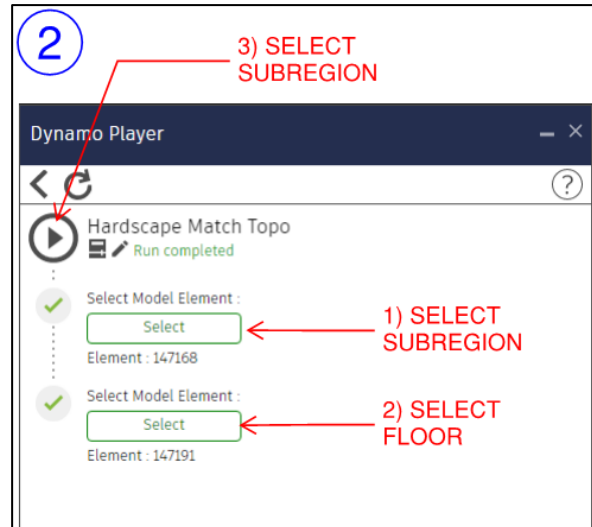 2
3) SELECT
SUBREGION
Dynamo Player
?
Hardscape Match Topo
Run completed
Select Model Element :
Select
Element : 147168
1) SELECT
SUBREGION
Select Model Element :
Select
Element : 147191
2) SELECT
FLOOR